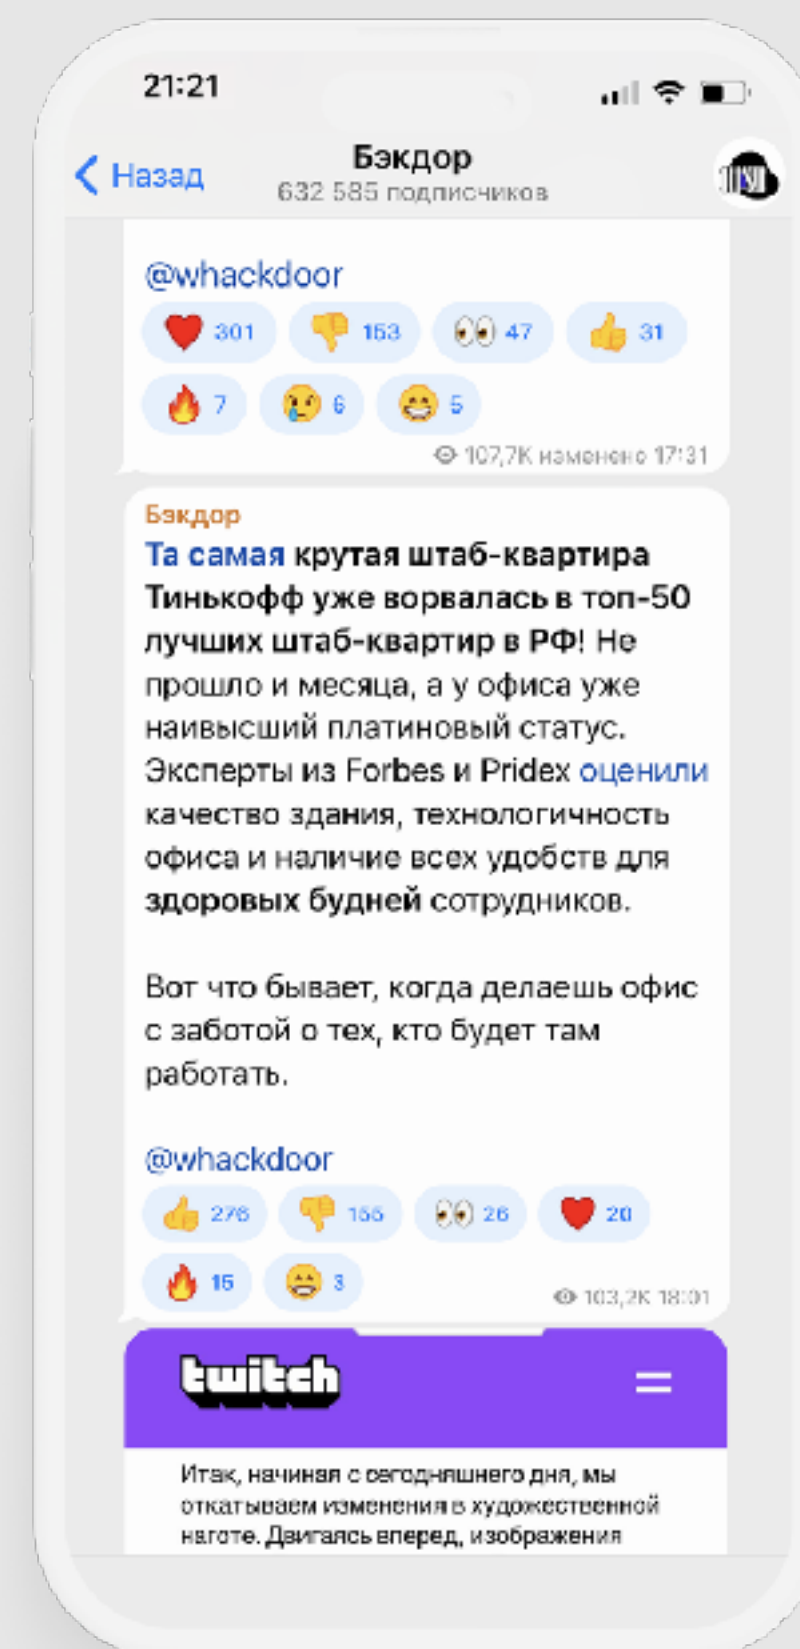 21:21
Назад
Бэкдор
632 585 подписчиков
@whackdoor
❤️ 301 👎 153 👀 47 👍 31
🔥 7 😢 6 😁 5
107,7K изменено 17:31
Бэкдор
Та самая крутая штаб-квартира
Тинькофф уже ворвалась в топ-50
лучших штаб-квартир в РФ! Не
прошло и месяца, а у офиса уже
наивысший платиновый статус.
Эксперты из Forbes и Pridex оценили
качество здания, технологичность
офиса и наличие всех удобств для
здоровых будней сотрудников.
Вот что бывает, когда делаешь офис
с заботой о тех, кто будет там
работать.
@whackdoor
👍 276 👎 155 👀 26 ❤️ 20
🔥 15 😁 3
103,2K 18:01
twitch
Итак, начиная с сегодняшнего дня, мы
откатываем изменения в художественной
наготе. Двигаясь вперед, изображения